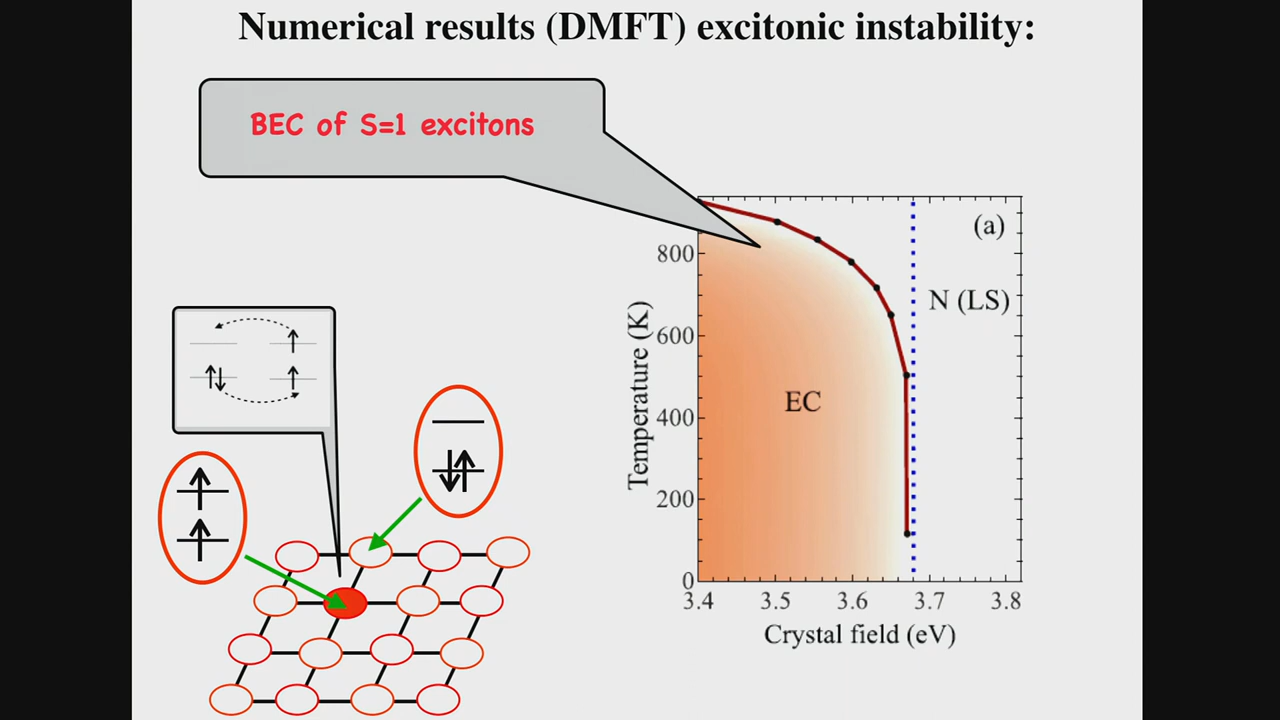 Numerical results (DMFT) excitonic instability:
BEC of S=1 excitons
(a)
N (LS)
EC
Temperature (K)
800
600
400
200
0
3.4 3.5 3.6 3.7 3.8
Crystal field (eV)